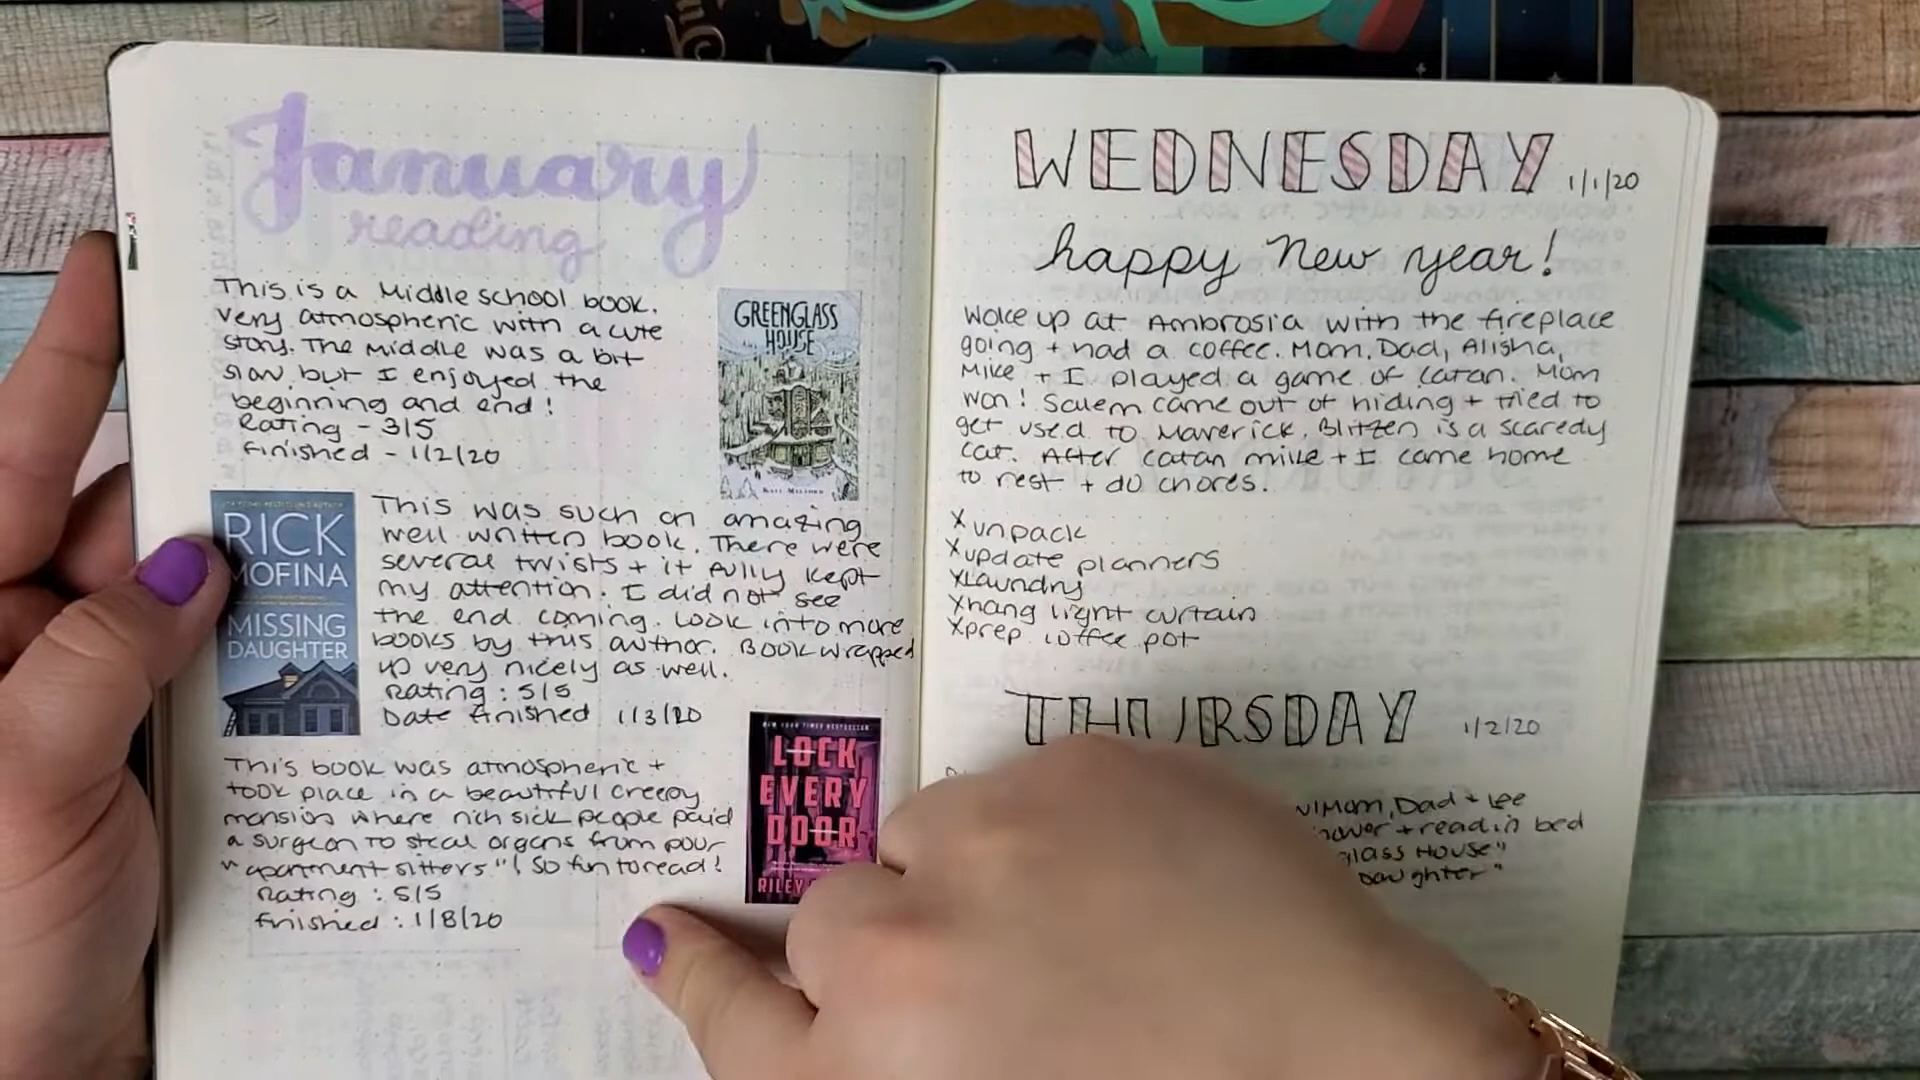 January
reading
This is a Middle school book.
very atmospheric with a cute
story. The Middle was a bit
slow, but I enjoyed the
beginning and end!
Rating - 3/5
finished - 1/2/20
GREENGLASS
HOUSE
KATE MILFORD
RICK
MOFINA
MISSING
DAUGHTER
This was such an amazing
well written book. There were
several twists + it fully kept
my attention. I did not see
the end coming. Look into more
books by this author. Book wrapped
up very nicely as well.
Rating : 5/5
Date finished 1/3/20
This book was atmospheric +
took place in a beautiful creepy
mansion where rich sick people paid
a surgeon to steal organs from poor
"apartment sitters"! So fun to read!
Rating : 5/5
finished : 1/8/20
NEW YORK TIMES BESTSELLER
LOCK
EVERY
DOOR
RILEY
WEDNESDAY 1/1/20
happy New year!
Woke up at Ambrosia with the fireplace
going + had a coffee. Mom, Dad, Alisha,
Mike + I played a game of Catan. Mom
won! Salem came out of hiding + tried to
get used to Maverick. Blitzen is a scaredy
cat. After Catan Mike + I came home
to rest + do chores.
X unpack
X update planners
X Laundry
X hang light curtain
X prep coffee pot
THURSDAY 1/2/20
w/Mom, Dad + Lee
+ read in bed
glass House"
Daughter"